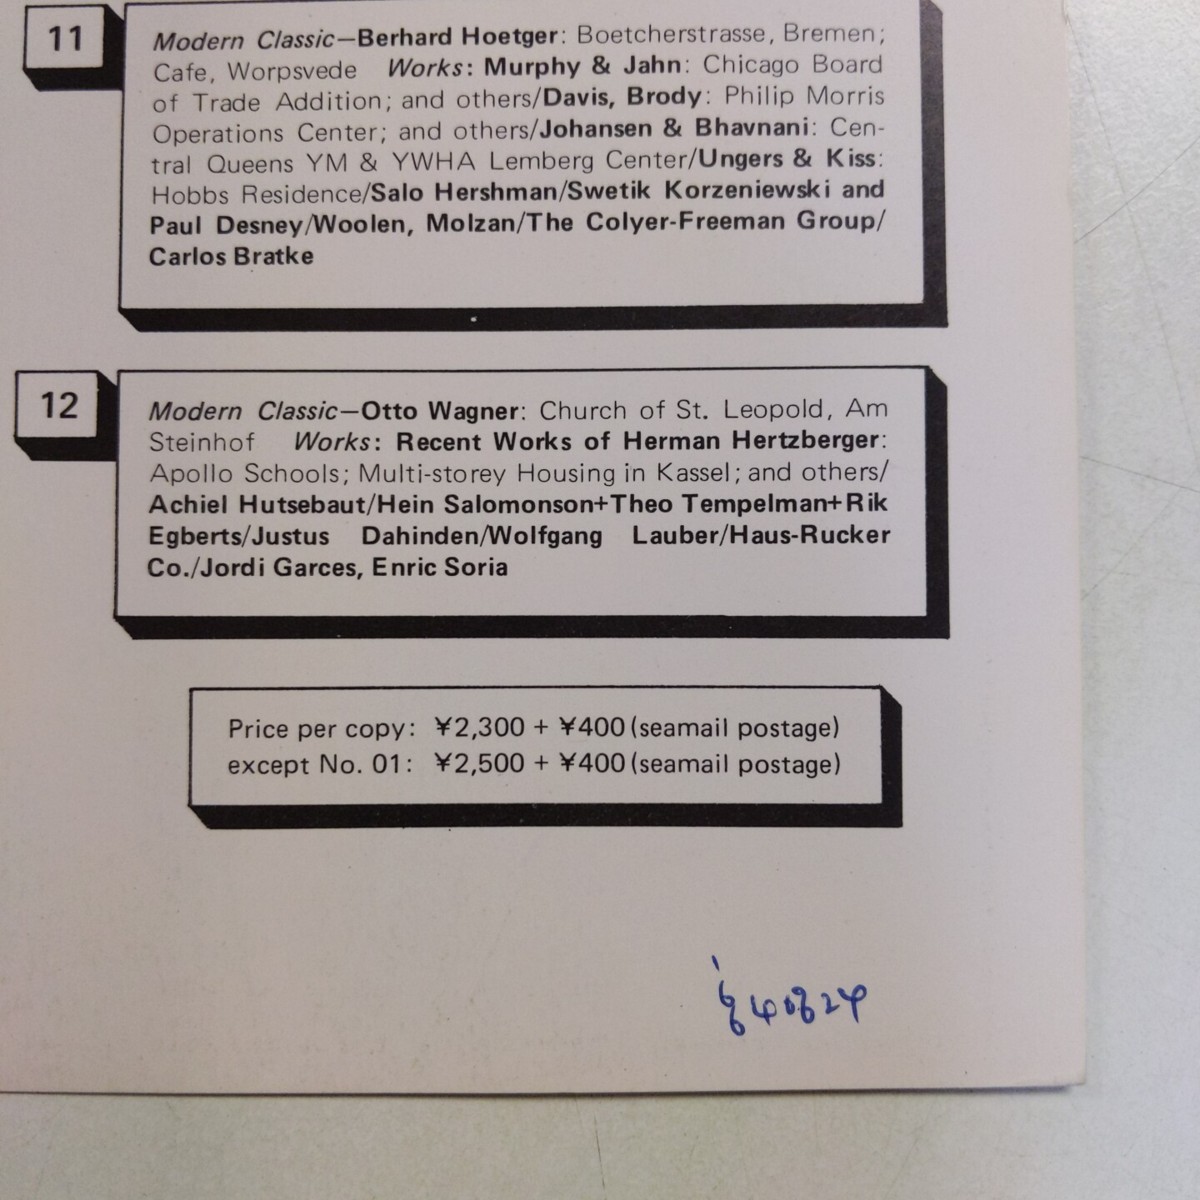 11
Modern Classic—Berhard Hoetger: Boetcherstrasse, Bremen;
Cafe, Worpsvede Works: Murphy & Jahn: Chicago Board
of Trade Addition; and others/Davis, Brody: Philip Morris
Operations Center; and others/Johansen & Bhavnani: Cen-
tral Queens YM & YWHA Lemberg Center/Ungers & Kiss:
Hobbs Residence/Salo Hershman/Swetik Korzeniewski and
Paul Desney/Woolen, Molzan/The Colyer-Freeman Group/
Carlos Bratke
12
Modern Classic—Otto Wagner: Church of St. Leopold, Am
Steinhof Works: Recent Works of Herman Hertzberger:
Apollo Schools; Multi-storey Housing in Kassel; and others/
Achiel Hutsebaut/Hein Salomonson+Theo Tempelman+Rik
Egberts/Justus Dahinden/Wolfgang Lauber/Haus-Rucker
Co./Jordi Garces, Enric Soria
Price per copy: ¥2,300 + ¥400 (seamail postage)
except No. 01: ¥2,500 + ¥400 (seamail postage)